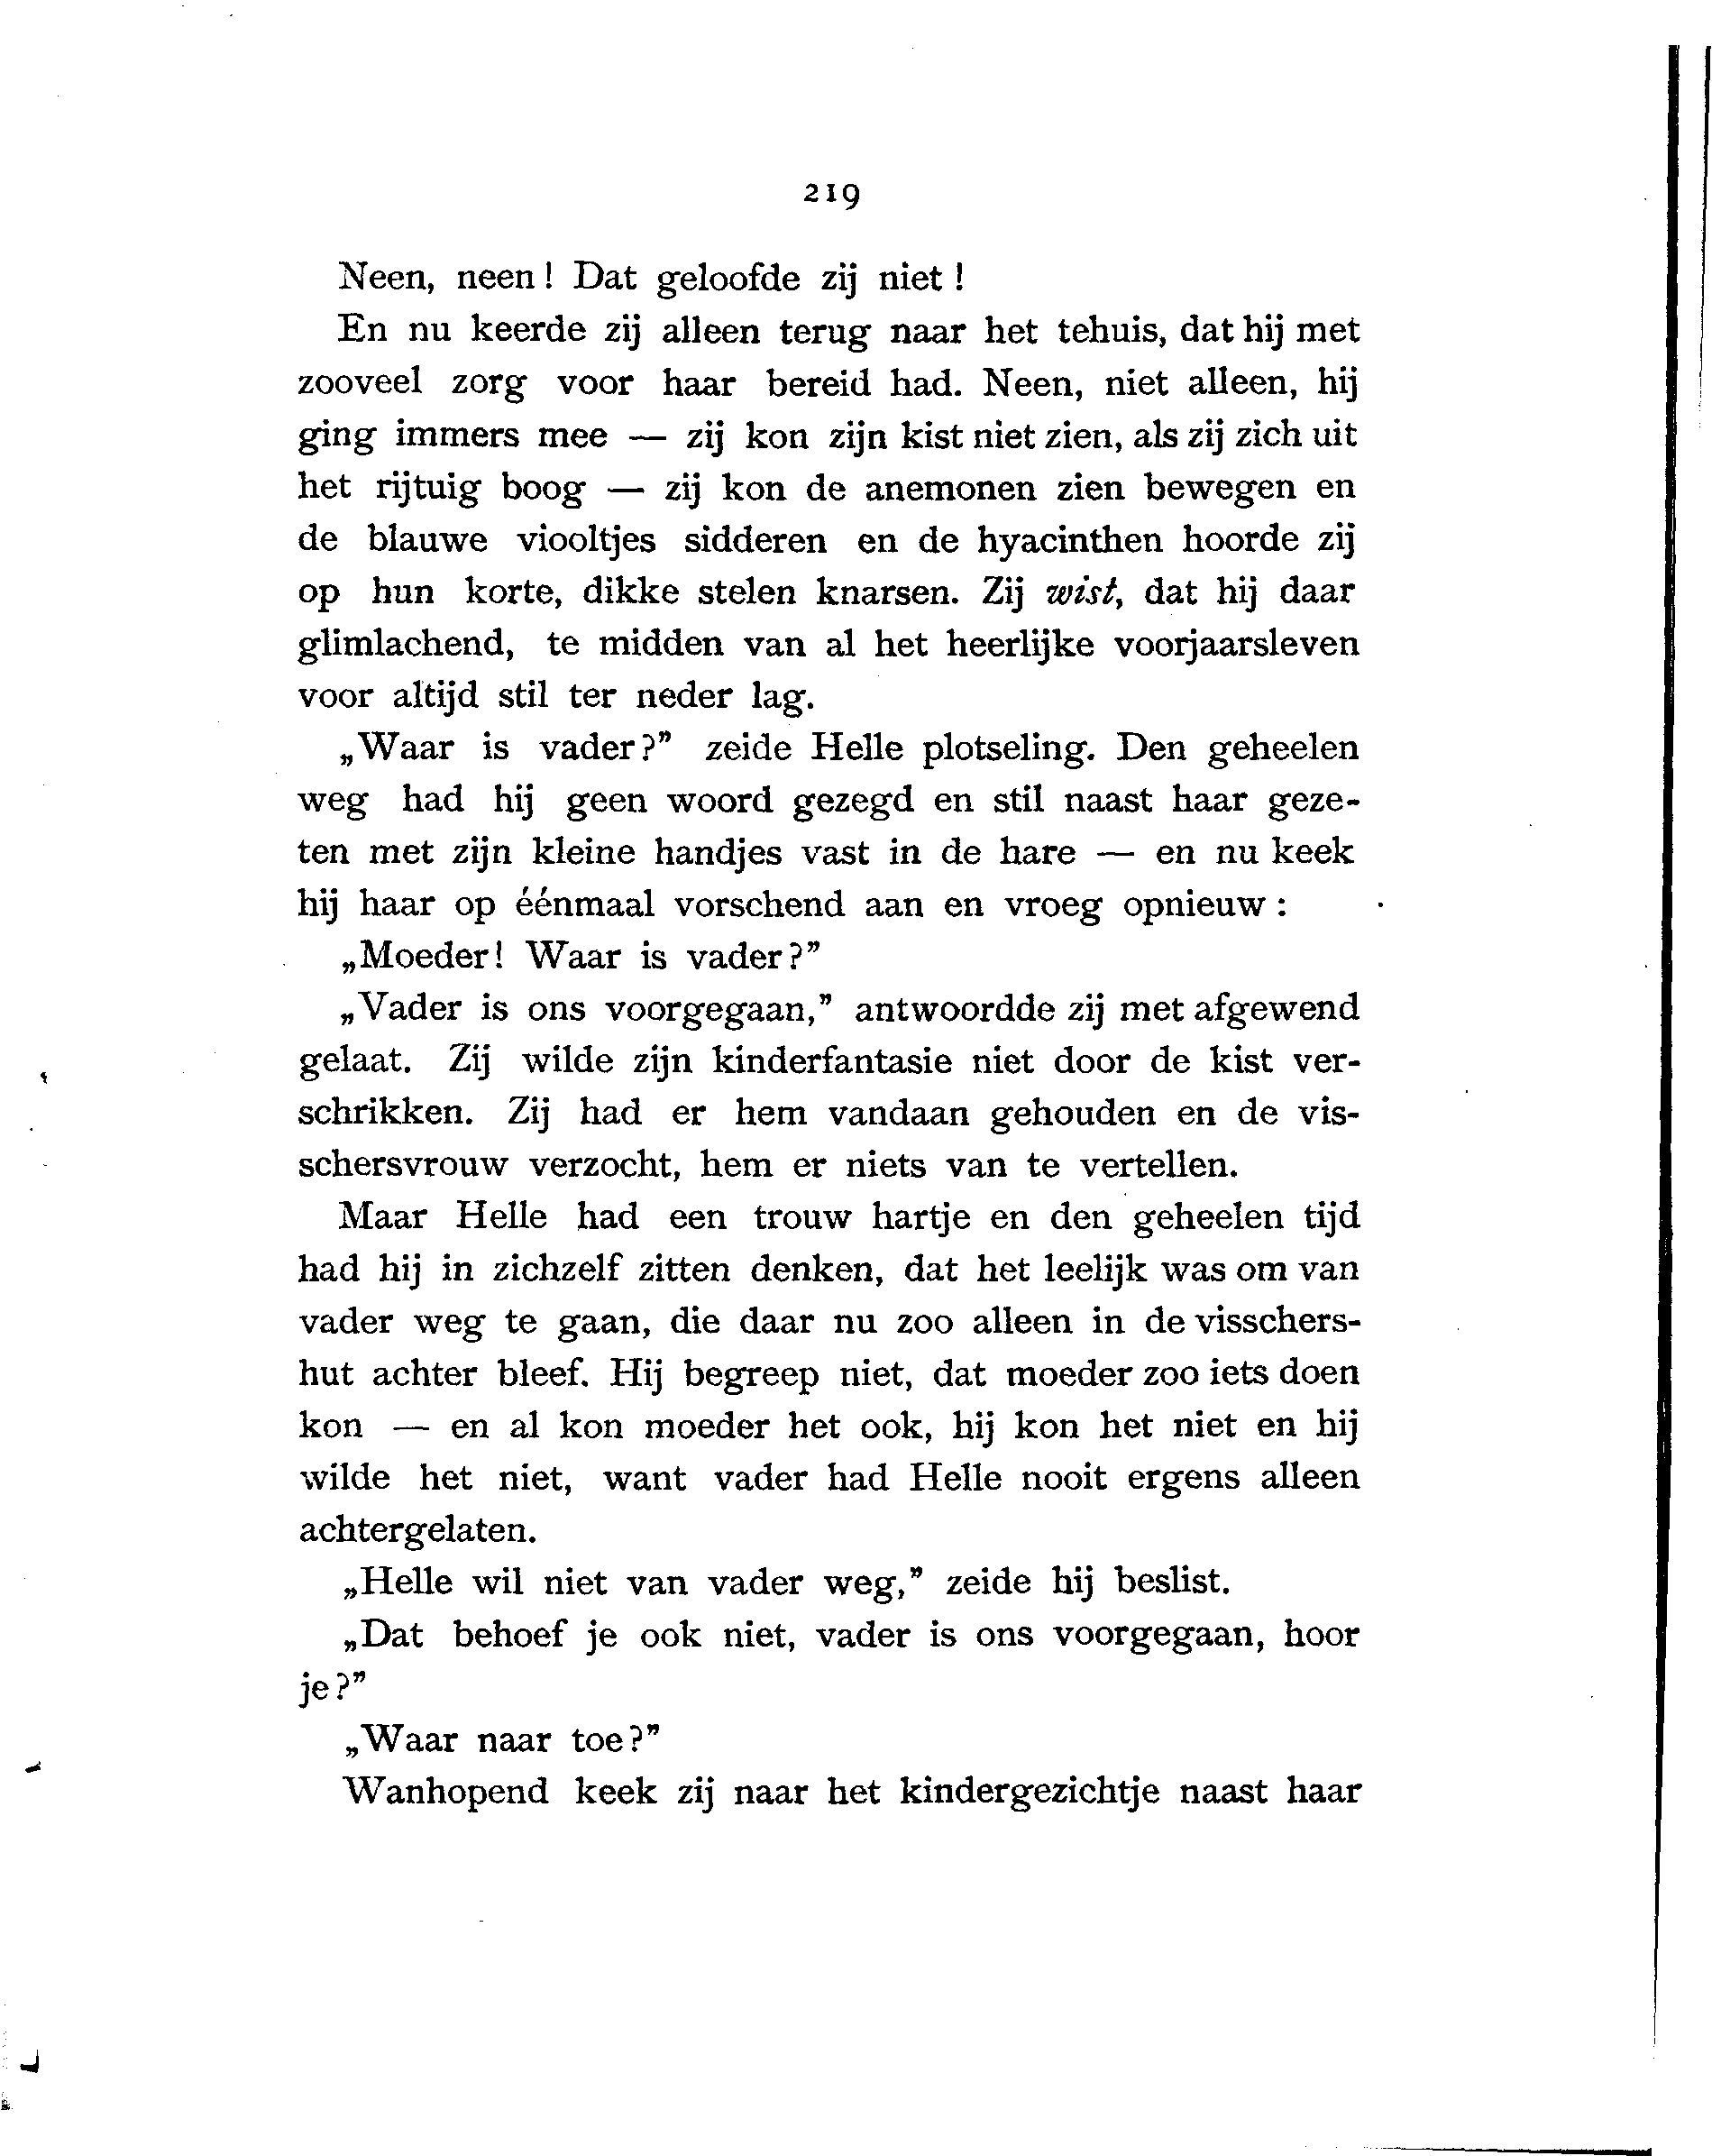 219
Neen, neen! Dat geloofde zij niet!
En nu keerde zij alleen terug naar het tehuis, dat hij met
zooveel zorg voor haar bereid had. Neen, niet alleen, hij
ging immers mee — zij kon zijn kist niet zien, als zij zich uit
het rijtuig boog — zij kon de anemonen zien bewegen en
de blauwe viooltjes sidderen en de hyacinthen hoorde zij
op hun korte, dikke stelen knarsen. Zij wist, dat hij daar
glimlachend, te midden van al het heerlijke voorjaarsleven
voor altijd stil ter neder lag.
„Waar is vader?” zeide Helle plotseling. Den geheelen
weg had hij geen woord gezegd en stil naast haar geze-
ten met zijn kleine handjes vast in de hare — en nu keek
hij haar op éénmaal vorschend aan en vroeg opnieuw:
„Moeder! Waar is vader?”
„Vader is ons voorgegaan,” antwoordde zij met afgewend
gelaat. Zij wilde zijn kinderfantasie niet door de kist ver-
schrikken. Zij had er hem vandaan gehouden en de vis-
schersvrouw verzocht, hem er niets van te vertellen.
Maar Helle had een trouw hartje en den geheelen tijd
had hij in zichzelf zitten denken, dat het leelijk was om van
vader weg te gaan, die daar nu zoo alleen in de visschers-
hut achter bleef. Hij begreep niet, dat moeder zoo iets doen
kon — en al kon moeder het ook, hij kon het niet en hij
wilde het niet, want vader had Helle nooit ergens alleen
achtergelaten.
„Helle wil niet van vader weg,” zeide hij beslist.
„Dat behoef je ook niet, vader is ons voorgegaan, hoor
je?”
„Waar naar toe?”
Wanhopend keek zij naar het kindergezichtje naast haar